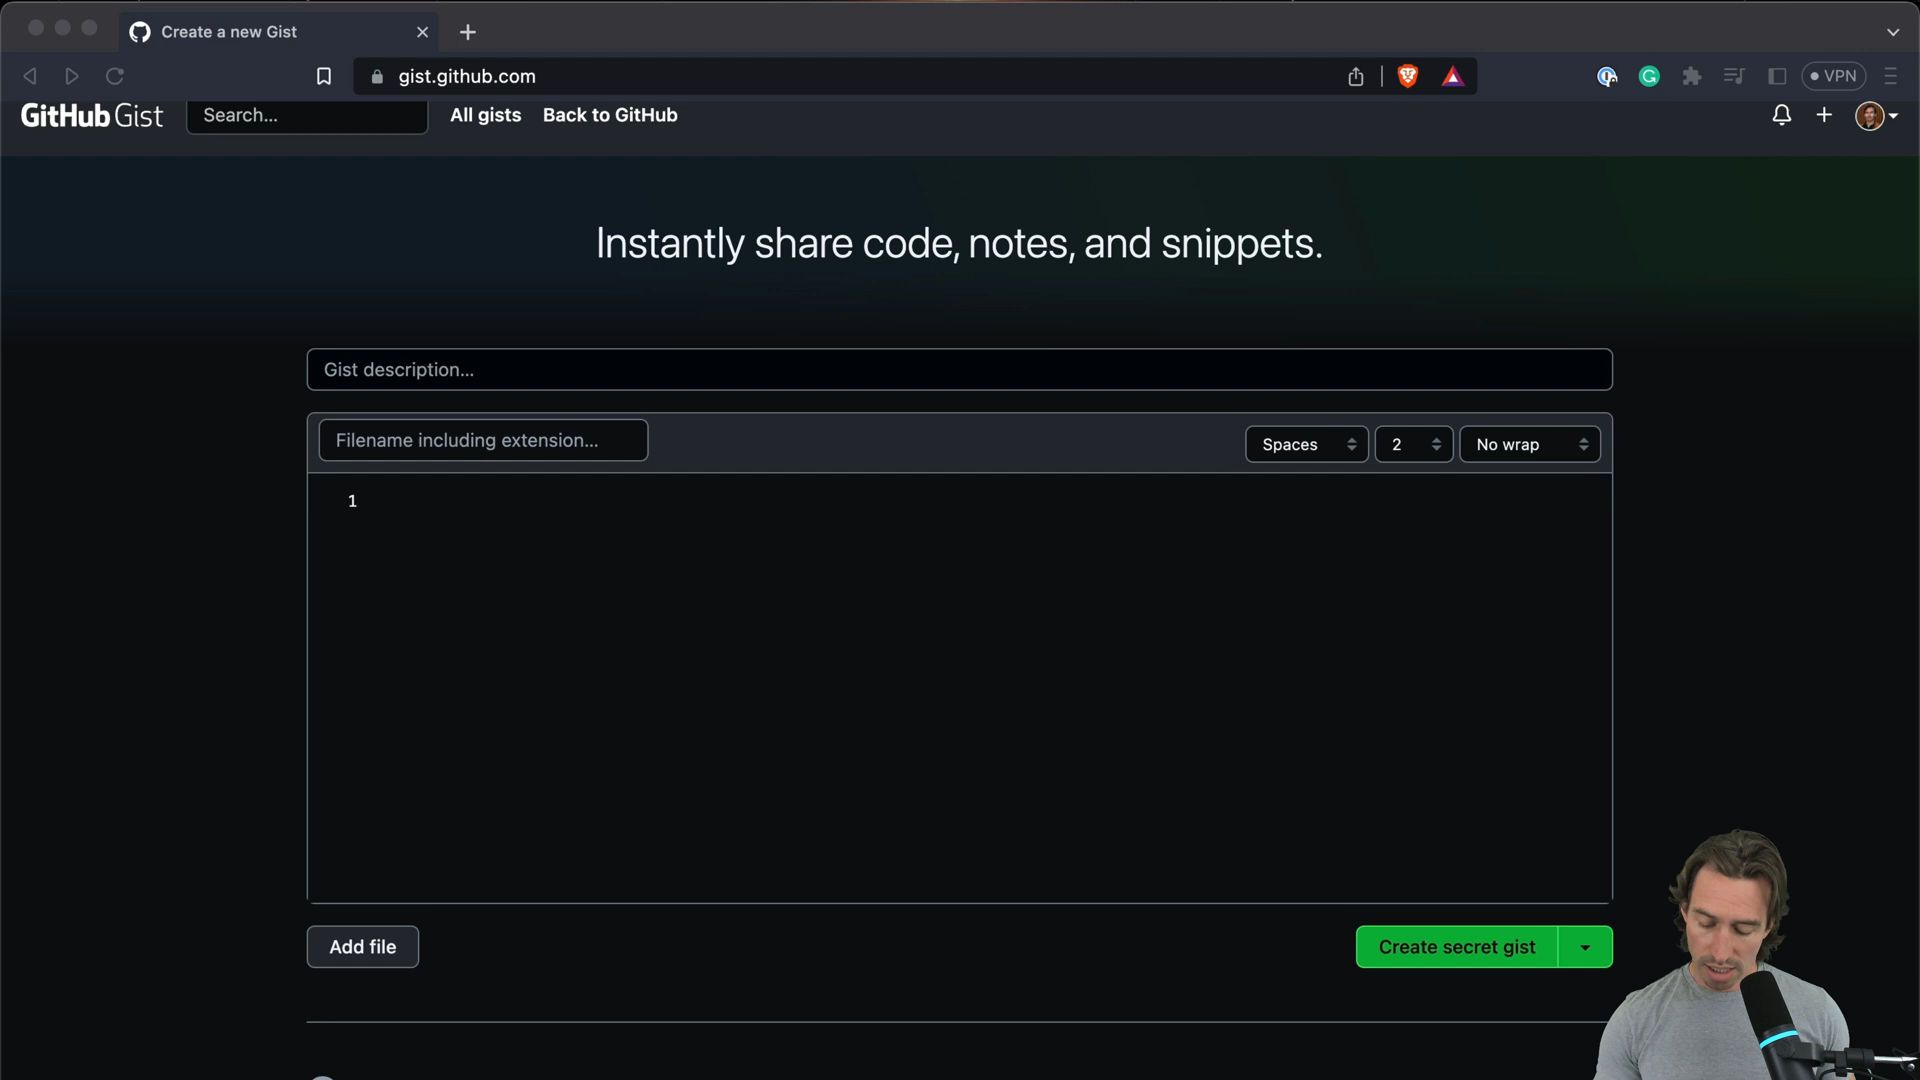 Create a new Gist
gist.github.com
VPN
GitHub Gist
Search...
All gists
Back to GitHub
Instantly share code, notes, and snippets.
Gist description...
Filename including extension...
Spaces
2
No wrap
1
Add file
Create secret gist